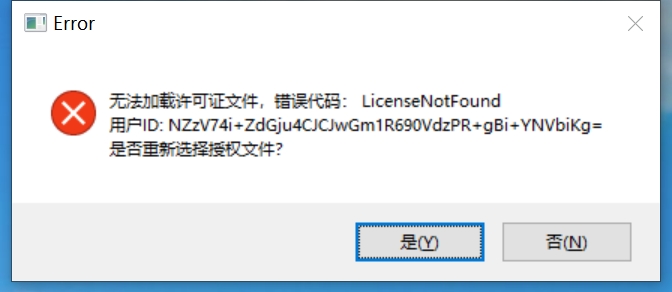 Error
无法加载许可证文件，错误代码： LicenseNotFound
用户ID: NZzV74i+ZdGju4CJCJwGm1R690VdzPR+gBi+YNVbiKg=
是否重新选择授权文件？
是(Y)
否(N)